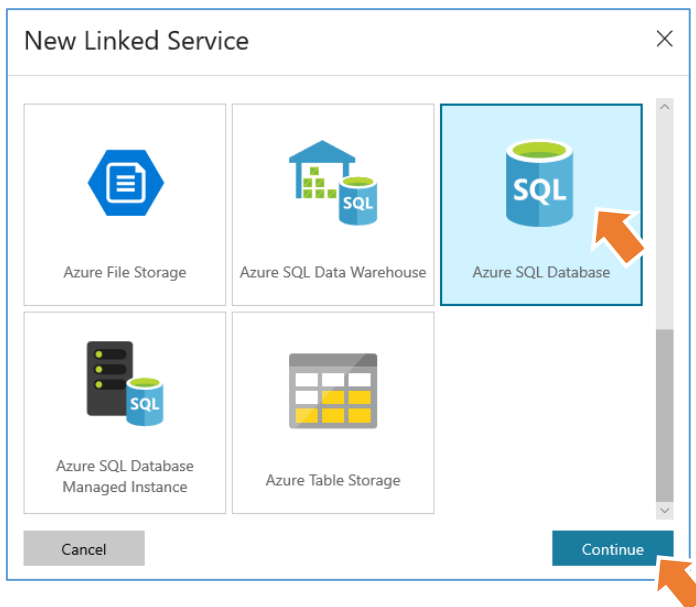 New Linked Service
SQL
SQL
Azure File Storage
Azure SQL Data Warehouse
Azure SQL Database
SQL
Azure SQL Database
Managed Instance
Azure Table Storage
Cancel
Continue